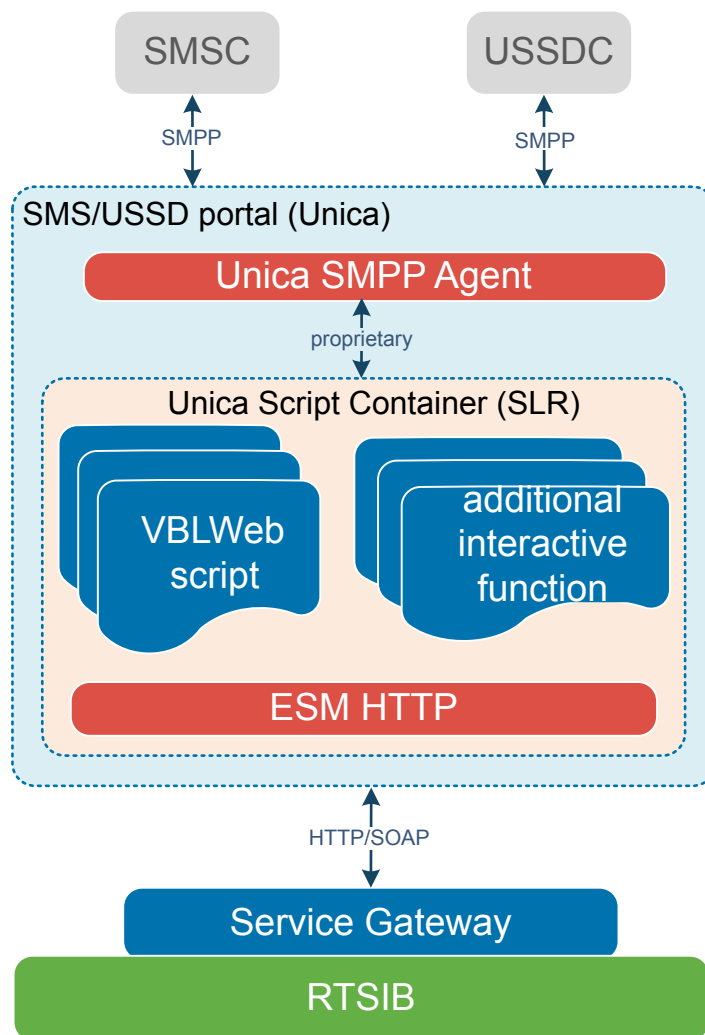 SMSC
USSDC
SMPP
SMPP
SMS/USSD portal (Unica)
Unica SMPP Agent
proprietary
Unica Script Container (SLR)
VBLWeb
script
additional
interactive
function
ESM HTTP
HTTP/SOAP
Service Gateway
RTSIB